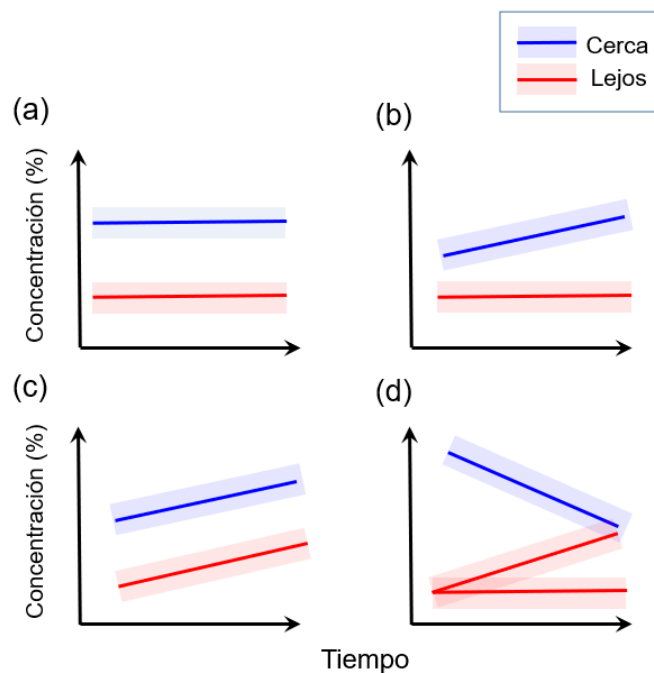 Cerca
Lejos
(a)
(b)
Concentración (%)
(c)
(d)
Concentración (%)
Tiempo